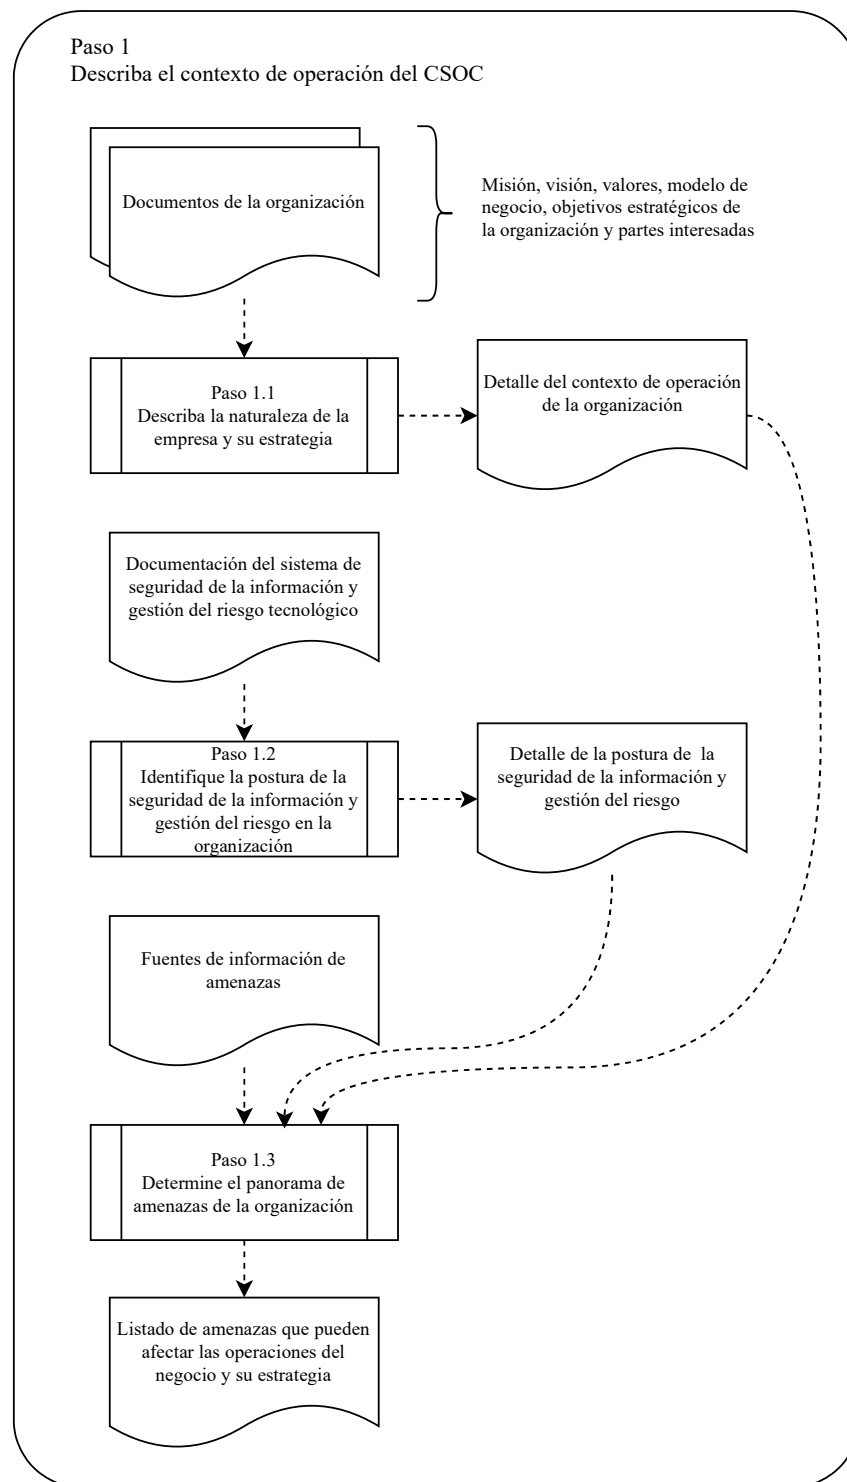 Paso 1
Describa el contexto de operación del CSOC
Documentos de la organización
Misión, visión, valores, modelo de
negocio, objetivos estratégicos de
la organización y partes interesadas
Paso 1.1
Describa la naturaleza de la
empresa y su estrategia
Detalle del contexto de operación
de la organización
Documentación del sistema de
seguridad de la información y
gestión del riesgo tecnológico
Paso 1.2
Identifique la postura de la
seguridad de la información y
gestión del riesgo en la
organización
Detalle de la postura de la
seguridad de la información y
gestión del riesgo
Fuentes de información de
amenazas
Paso 1.3
Determine el panorama de
amenazas de la organización
Listado de amenazas que pueden
afectar las operaciones del
negocio y su estrategia